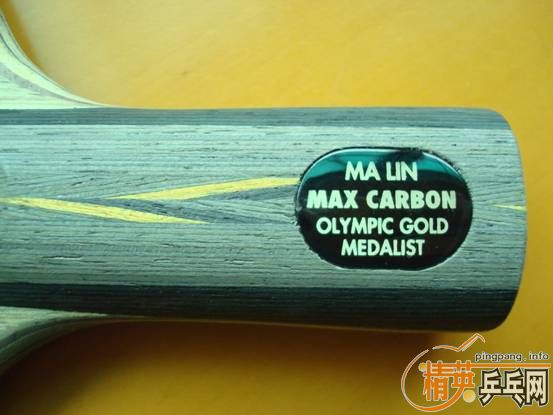 MA LIN
MAX CARBON
OLYMPIC GOLD
MEDALIST
pingpang.info
精英乒乓网